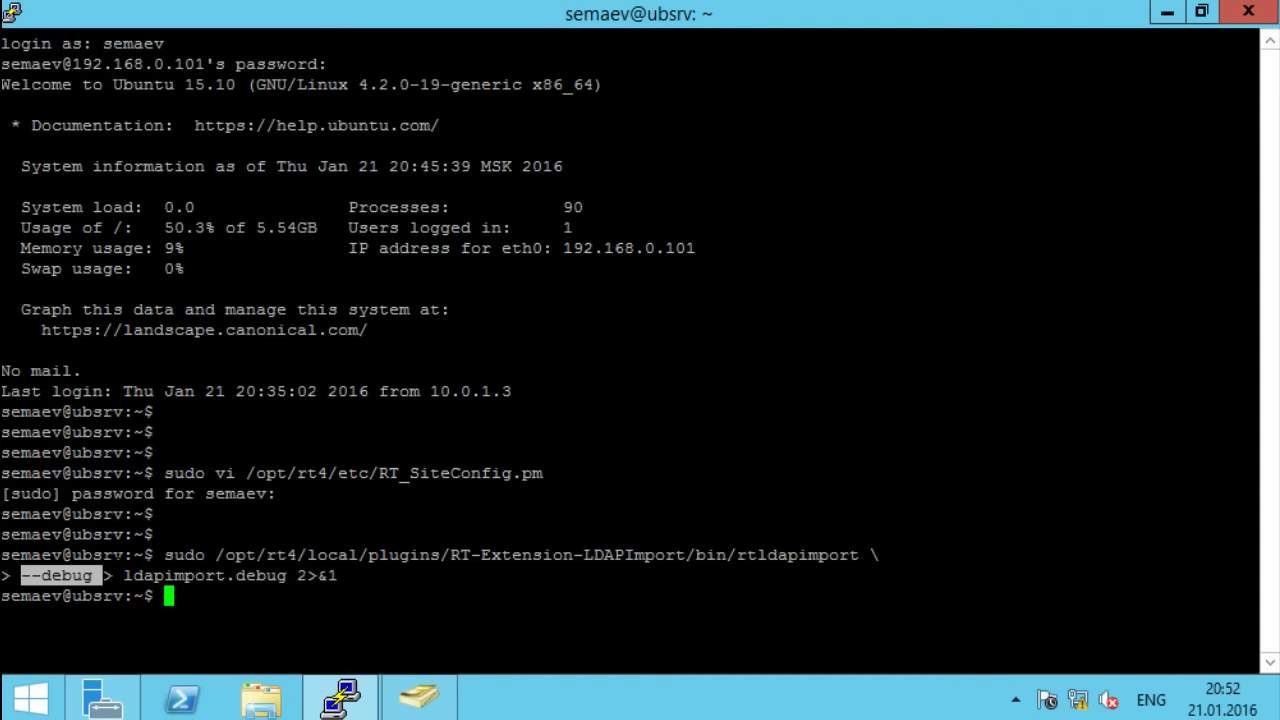 semaev@ubsrv: ~
login as: semaev
semaev@192.168.0.101's password:
Welcome to Ubuntu 15.10 (GNU/Linux 4.2.0-19-generic x86_64)
* Documentation:  https://help.ubuntu.com/
System information as of Thu Jan 21 20:45:39 MSK 2016
System load:  0.0               Processes:           90
Usage of /:   50.3% of 5.54GB   Users logged in:     1
Memory usage: 9%                IP address for eth0: 192.168.0.101
Swap usage:   0%
Graph this data and manage this system at:
https://landscape.canonical.com/
No mail.
Last login: Thu Jan 21 20:35:02 2016 from 10.0.1.3
semaev@ubsrv:~$
semaev@ubsrv:~$
semaev@ubsrv:~$
semaev@ubsrv:~$ sudo vi /opt/rt4/etc/RT_SiteConfig.pm
[sudo] password for semaev:
semaev@ubsrv:~$
semaev@ubsrv:~$
semaev@ubsrv:~$ sudo /opt/rt4/local/plugins/RT-Extension-LDAPImport/bin/rtldapimport \
> --debug > ldapimport.debug 2>&1
semaev@ubsrv:~$
ENG
20:52
21.01.2016